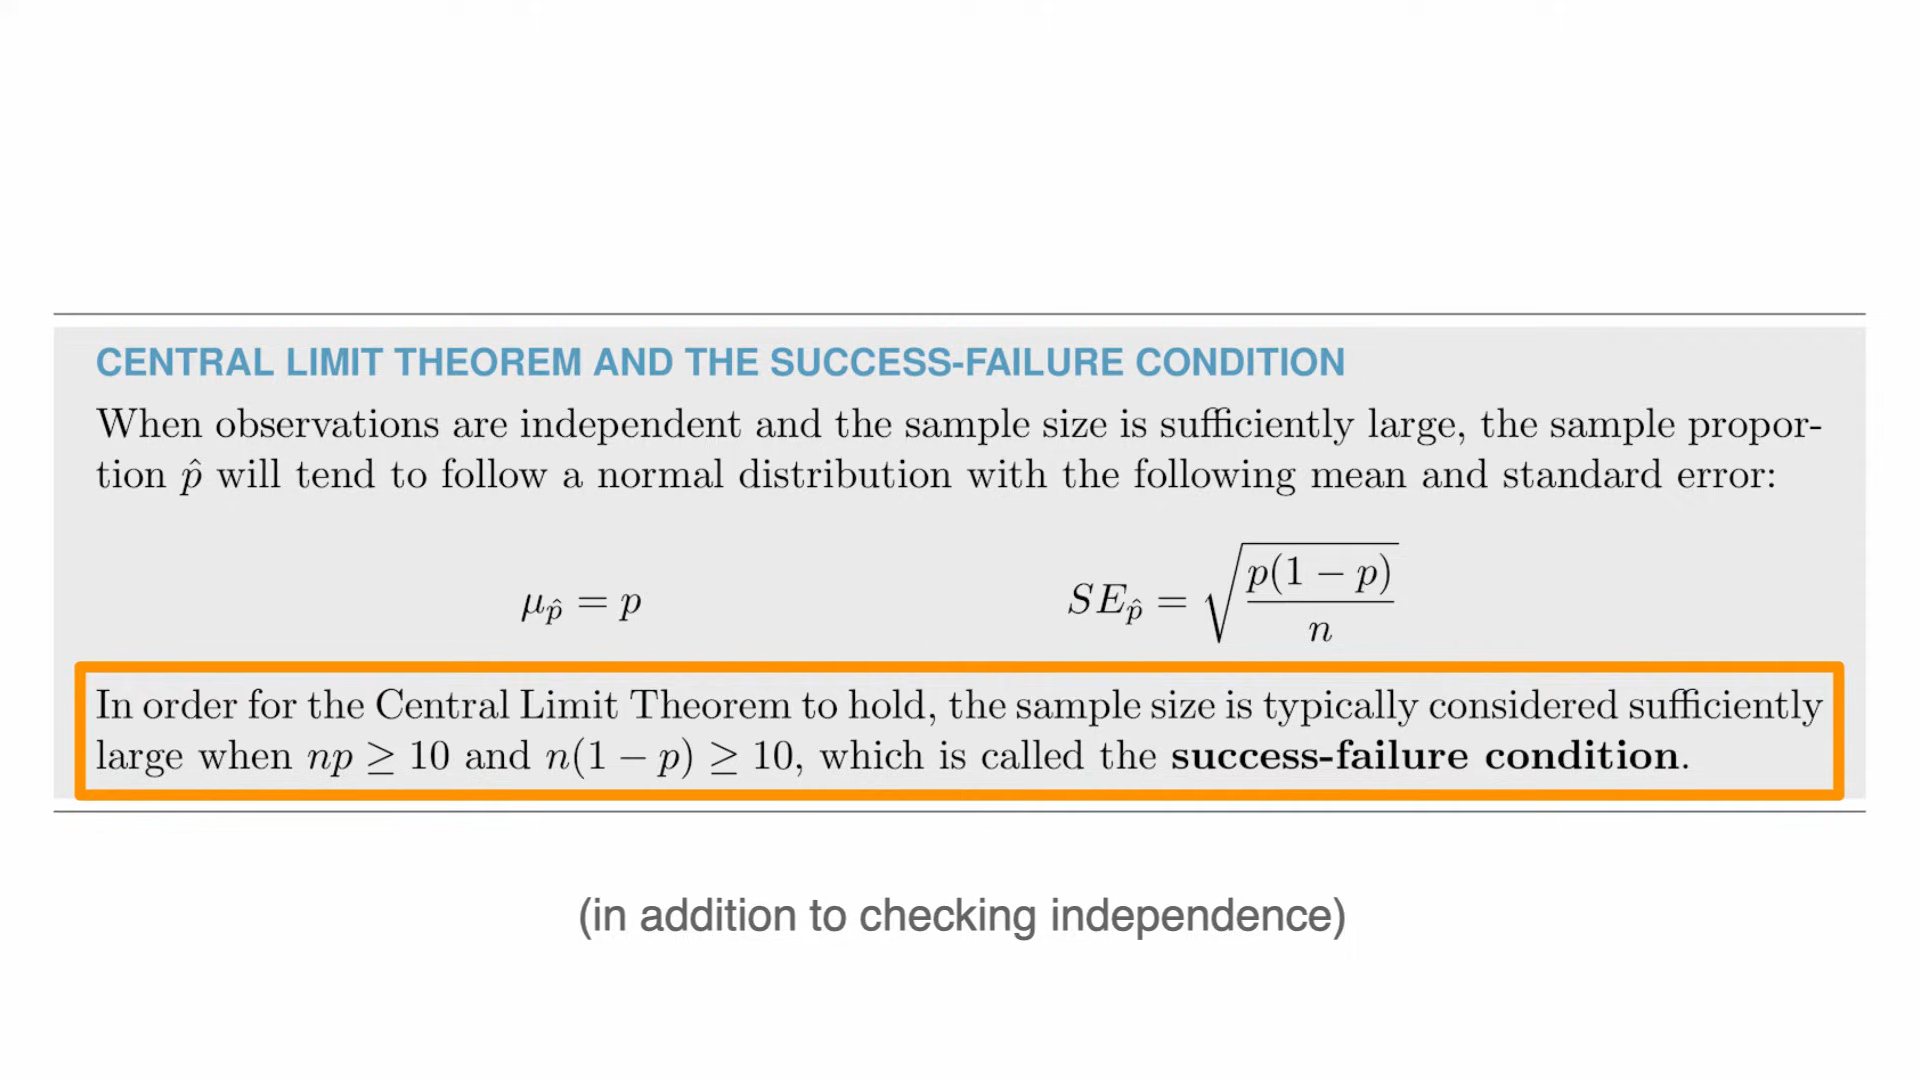 CENTRAL LIMIT THEOREM AND THE SUCCESS-FAILURE CONDITION
When observations are independent and the sample size is sufficiently large, the sample propor-
tion p̂ will tend to follow a normal distribution with the following mean and standard error:
μ_p̂ = p    SE_p̂ = √(p(1 − p)/n)
In order for the Central Limit Theorem to hold, the sample size is typically considered sufficiently
large when np ≥ 10 and n(1 − p) ≥ 10, which is called the success-failure condition.
(in addition to checking independence)